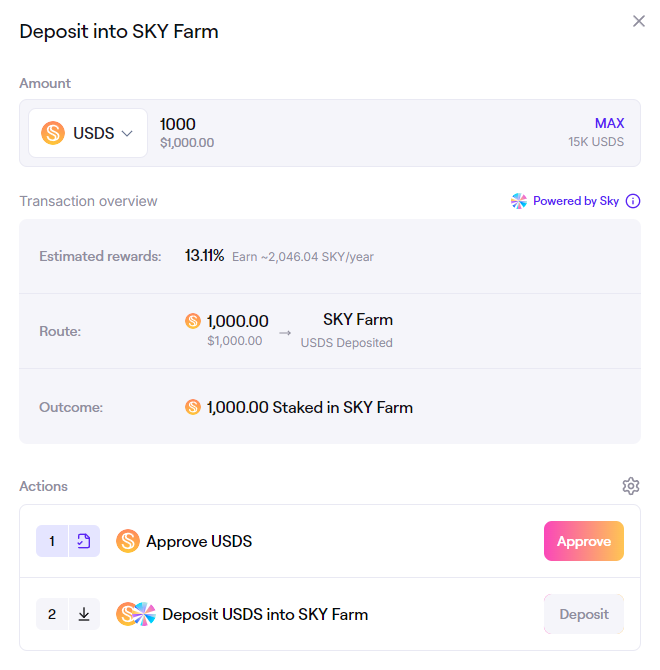 Deposit into SKY Farm
Amount
USDS
1000
$1,000.00
MAX
15K USDS
Transaction overview
Powered by Sky
Estimated rewards: 13.11% Earn ~2,046.04 SKY/year
Route:
1,000.00 → SKY Farm
$1,000.00 USDS Deposited
Outcome: 1,000.00 Staked in SKY Farm
Actions
1 Approve USDS Approve
2 Deposit USDS into SKY Farm Deposit